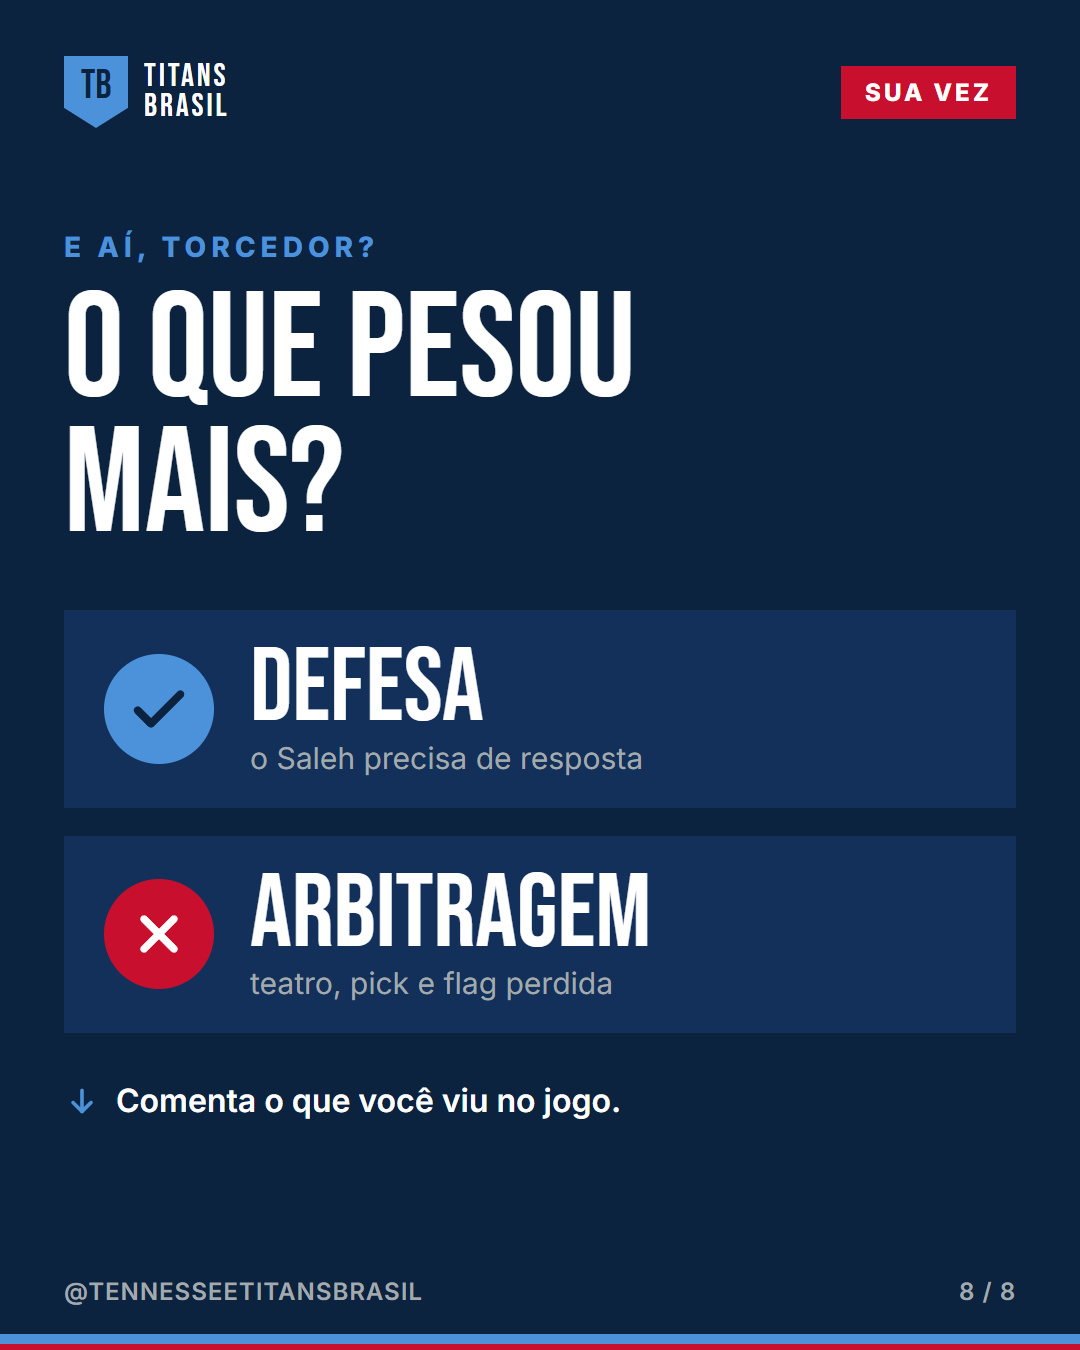 TB
TITANS
BRASIL
SUA VEZ
E AÍ, TORCEDOR?
O QUE PESOU
MAIS?
DEFESA
o Saleh precisa de resposta
ARBITRAGEM
teatro, pick e flag perdida
Comenta o que você viu no jogo.
@TENNESSEETITANSBRASIL
8 / 8